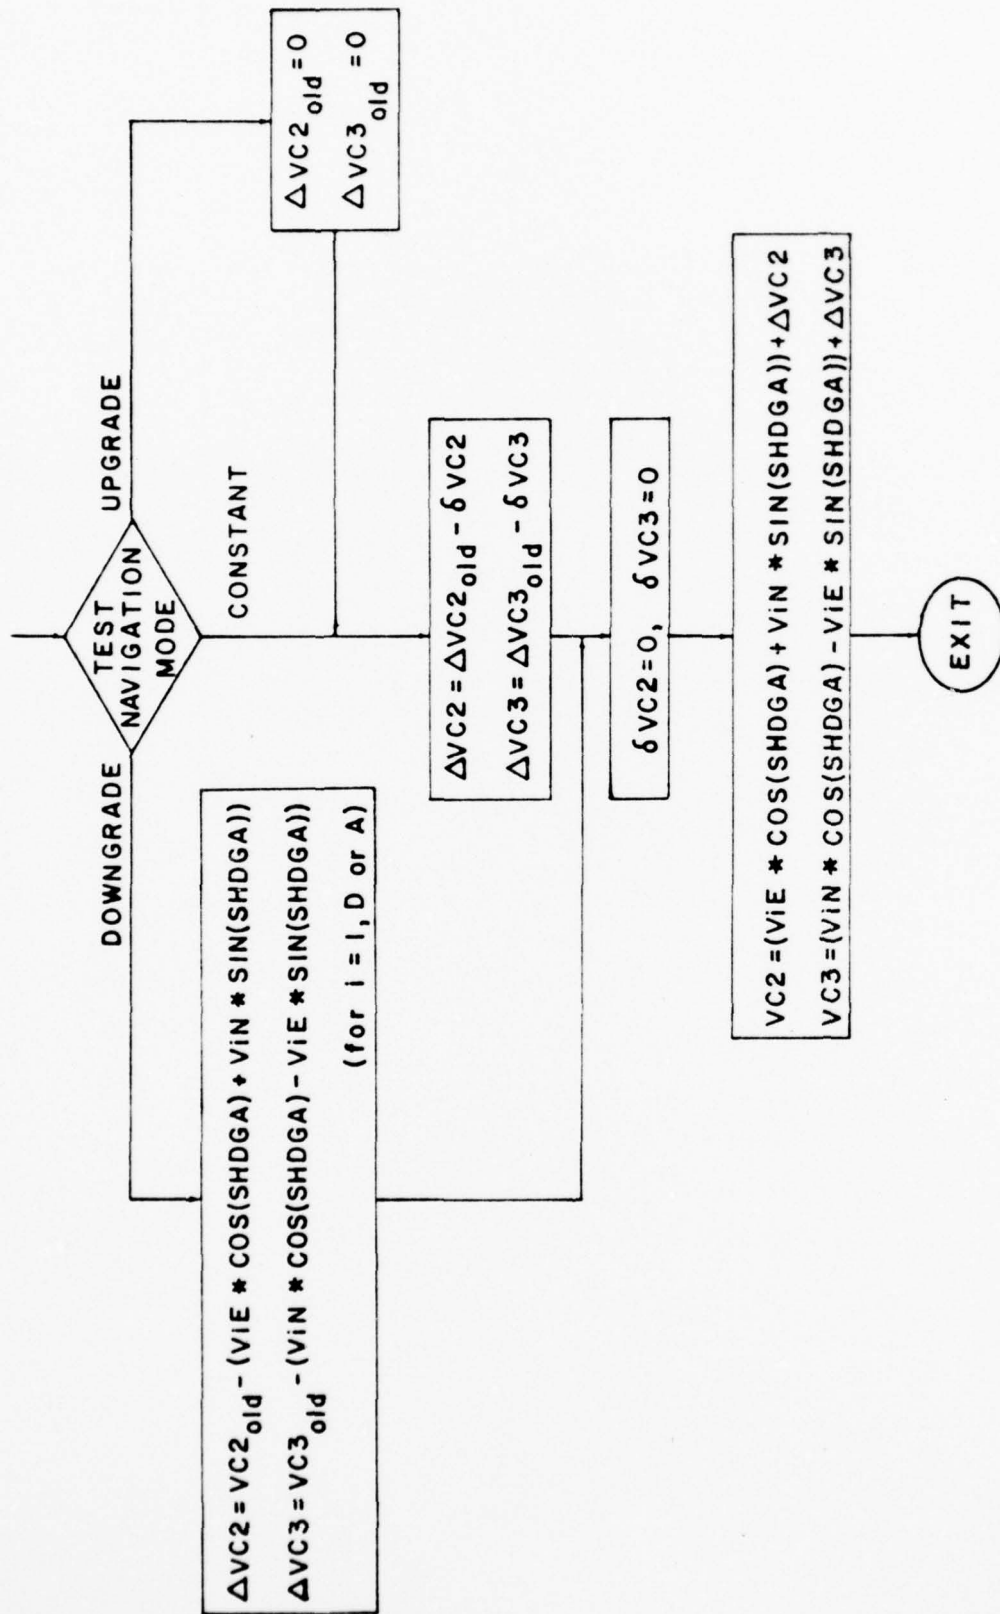 TEST
NAVIGATION
MODE
DOWNGRADE
UPGRADE
CONSTANT
ΔVC2 = VC2old - (ViE * COS(SHDGA) + ViN * SIN(SHDGA))
ΔVC3 = VC3old - (ViN * COS(SHDGA) - ViE * SIN(SHDGA))
(for i = I, D or A)
ΔVC2old = 0
ΔVC3old = 0
ΔVC2 = ΔVC2old - δVC2
ΔVC3 = ΔVC3old - δVC3
δVC2=0, δVC3=0
VC2 =(ViE * COS(SHDGA) + ViN * SIN(SHDGA)) + ΔVC2
VC3 =(ViN * COS(SHDGA) - ViE * SIN(SHDGA)) + ΔVC3
EXIT